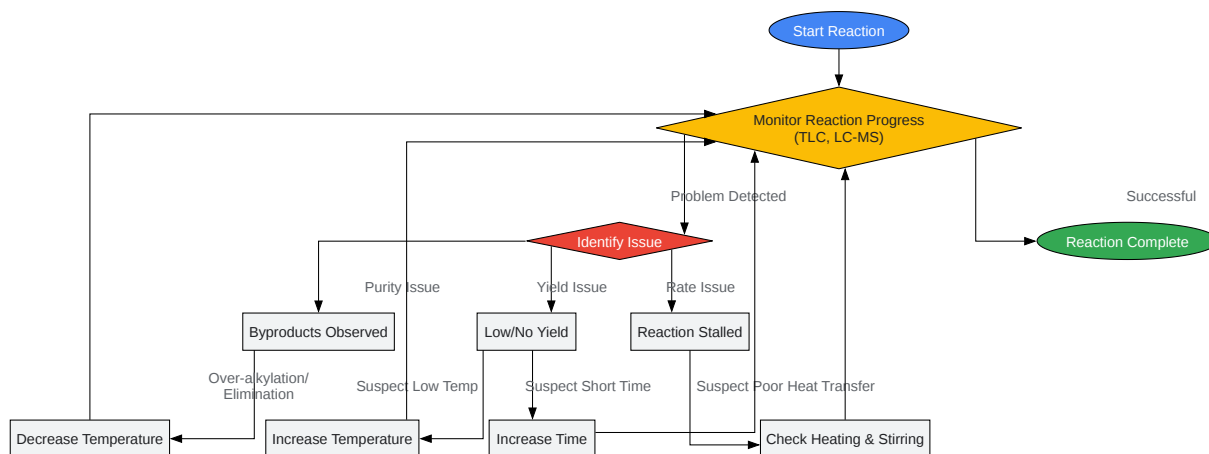 Start Reaction
Monitor Reaction Progress
(TLC, LC-MS)
Problem Detected
Successful
Identify Issue
Reaction Complete
Purity Issue
Yield Issue
Rate Issue
Byproducts Observed
Low/No Yield
Reaction Stalled
Over-alkylation/
Elimination
Suspect Low Temp
Suspect Short Time
Suspect Poor Heat Transfer
Decrease Temperature
Increase Temperature
Increase Time
Check Heating & Stirring